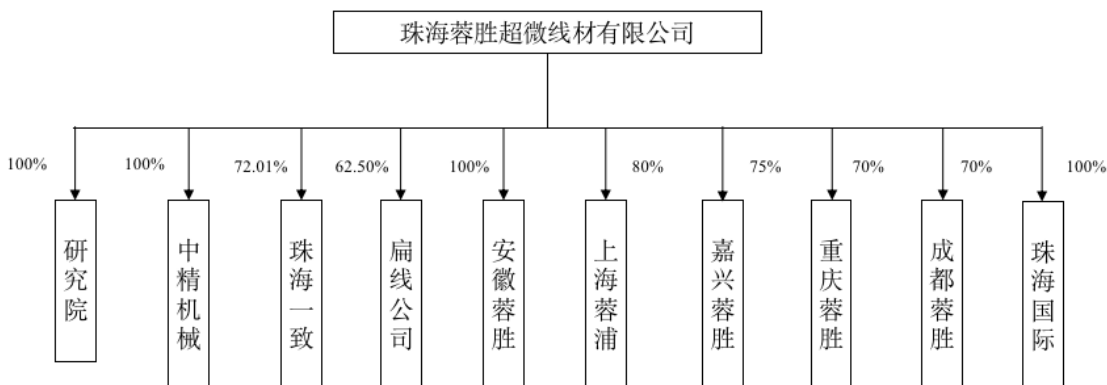 珠海蓉胜超微线材有限公司
100%
100%
72.01%
62.50%
100%
80%
75%
70%
70%
100%
研究院
中精机械
珠海一致
扁线公司
安徽蓉胜
上海蓉浦
嘉兴蓉胜
重庆蓉胜
成都蓉胜
珠海国际